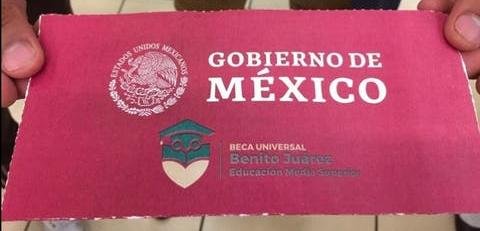 ESTADOS UNIDOS MEXICANOS
GOBIERNO DE
MÉXICO
BECA UNIVERSAL
Benito Juárez
Educación Media Superior